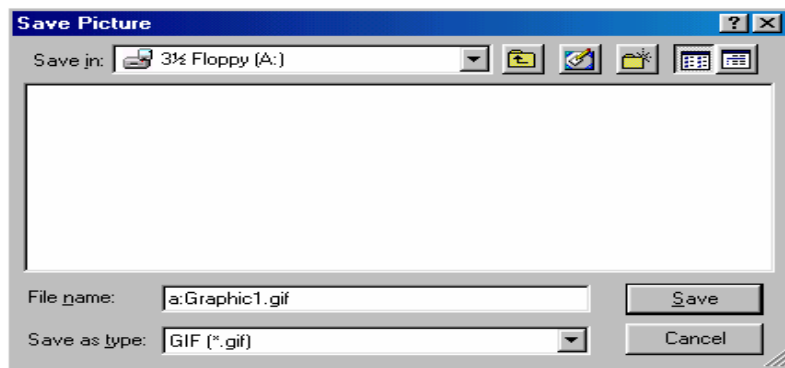 Save Picture
Save in: 3½ Floppy (A:)
File name: a:Graphic1.gif Save
Save as type: GIF (*.gif) Cancel